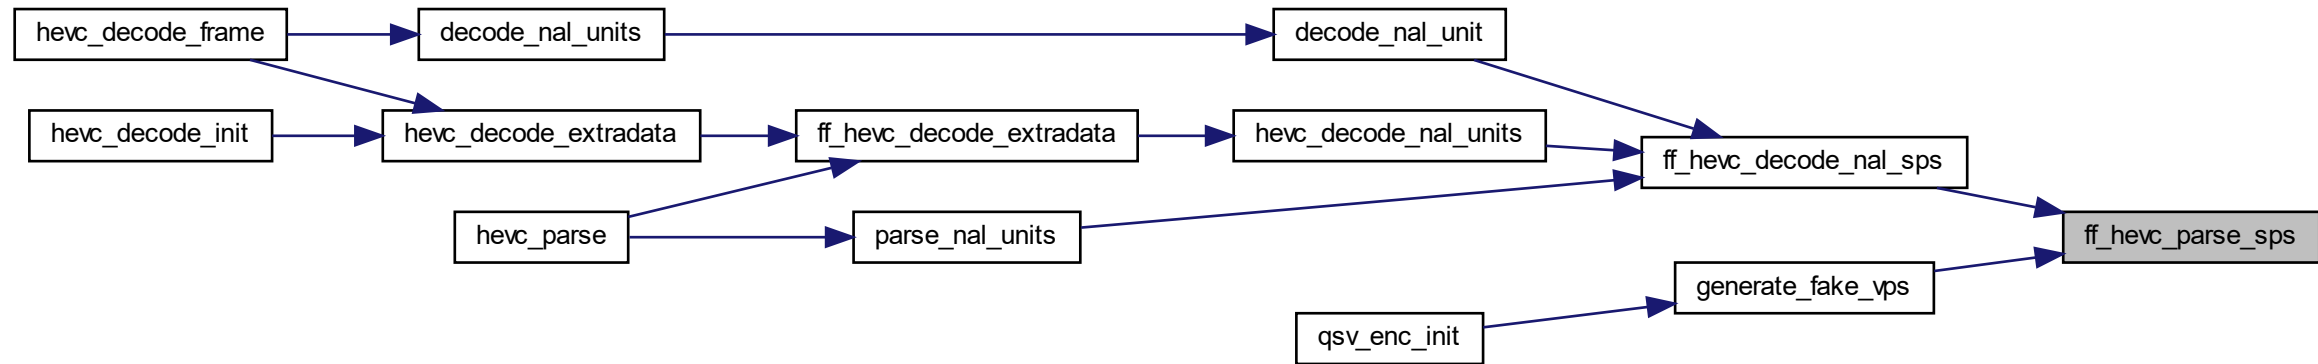 hevc_decode_frame
decode_nal_units
decode_nal_unit
hevc_decode_init
hevc_decode_extradata
ff_hevc_decode_extradata
hevc_decode_nal_units
ff_hevc_decode_nal_sps
hevc_parse
parse_nal_units
ff_hevc_parse_sps
generate_fake_vps
qsv_enc_init